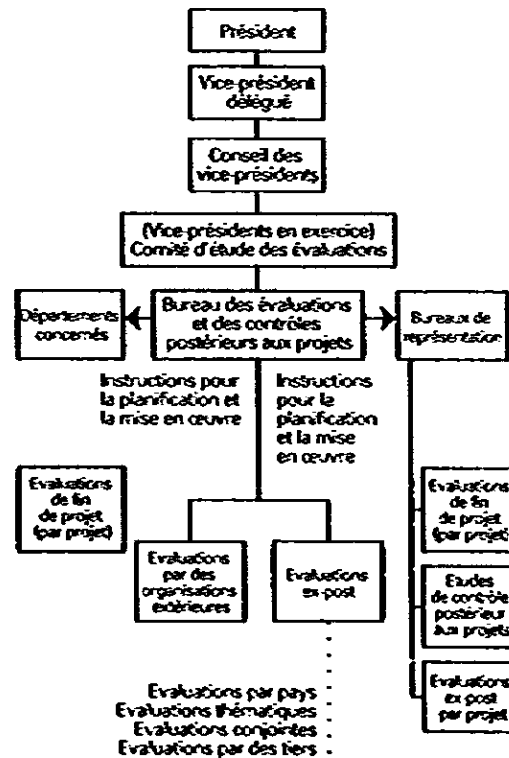 Président
Vice-président
délégué
Conseil des
vice-présidents
(Vice-présidents en exercice)
Comité d'étude des évaluations
Départements
concernés
Bureau des évaluations
et des contrôles
postérieurs aux projets
Bureaux de
représentation
Instructions pour
la planification et
la mise en œuvre
Instructions
pour la
planification
et la mise
en œuvre
Evaluations
de fin
de projet
(par projet)
Evaluations
par des
organisations
extérieures
Evaluations
ex-post
Evaluations
de fin
de projet
(par projet)
Etudes
de contrôle
postérieur
aux projets
Evaluations
ex post
par projet
Evaluations par pays
Evaluations thématiques
Evaluations conjointes
Evaluations par des tiers